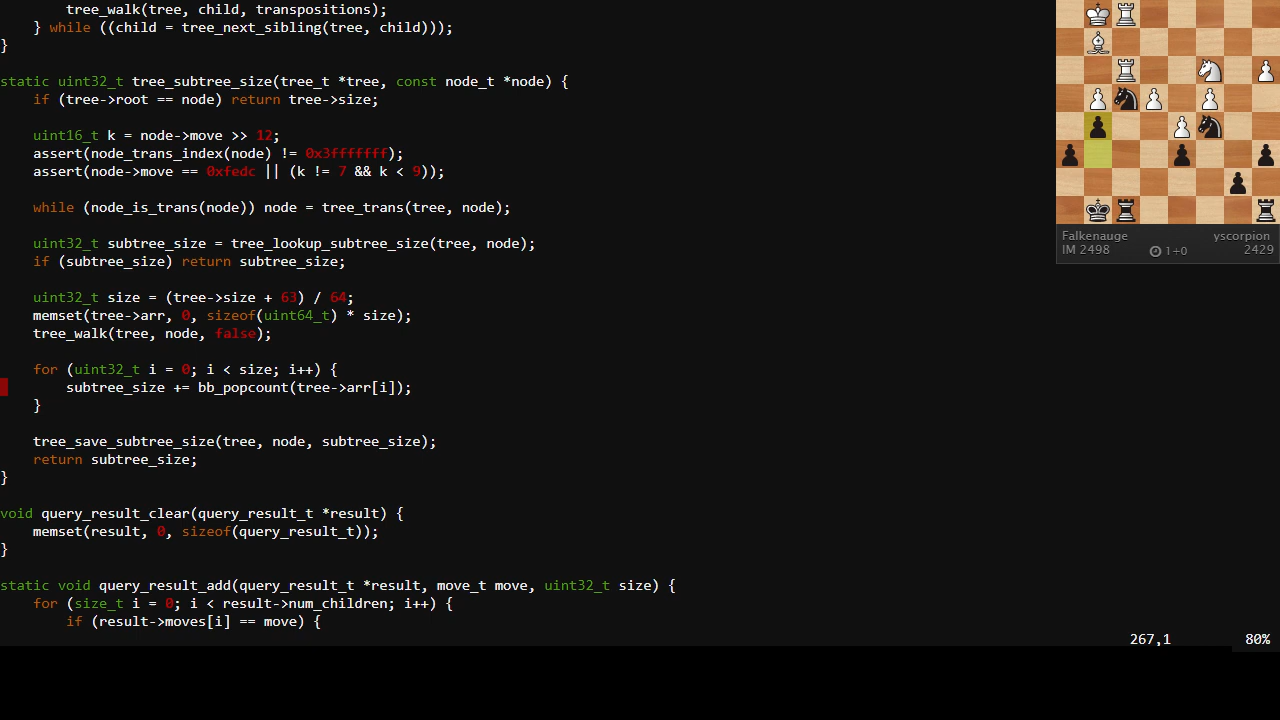 tree_walk(tree, child, transpositions);
    } while ((child = tree_next_sibling(tree, child)));
}

static uint32_t tree_subtree_size(tree_t *tree, const node_t *node) {
    if (tree->root == node) return tree->size;

    uint16_t k = node->move >> 12;
    assert(node_trans_index(node) != 0x3fffffff);
    assert(node->move == 0xfedc || (k != 7 && k < 9));

    while (node_is_trans(node)) node = tree_trans(tree, node);

    uint32_t subtree_size = tree_lookup_subtree_size(tree, node);
    if (subtree_size) return subtree_size;

    uint32_t size = (tree->size + 63) / 64;
    memset(tree->arr, 0, sizeof(uint64_t) * size);
    tree_walk(tree, node, false);

    for (uint32_t i = 0; i < size; i++) {
        subtree_size += bb_popcount(tree->arr[i]);
    }

    tree_save_subtree_size(tree, node, subtree_size);
    return subtree_size;
}

void query_result_clear(query_result_t *result) {
    memset(result, 0, sizeof(query_result_t));
}

static void query_result_add(query_result_t *result, move_t move, uint32_t size) {
    for (size_t i = 0; i < result->num_children; i++) {
        if (result->moves[i] == move) {
267,1 80%
Falkenauge yscorpion
IM 2498 1+0 2429